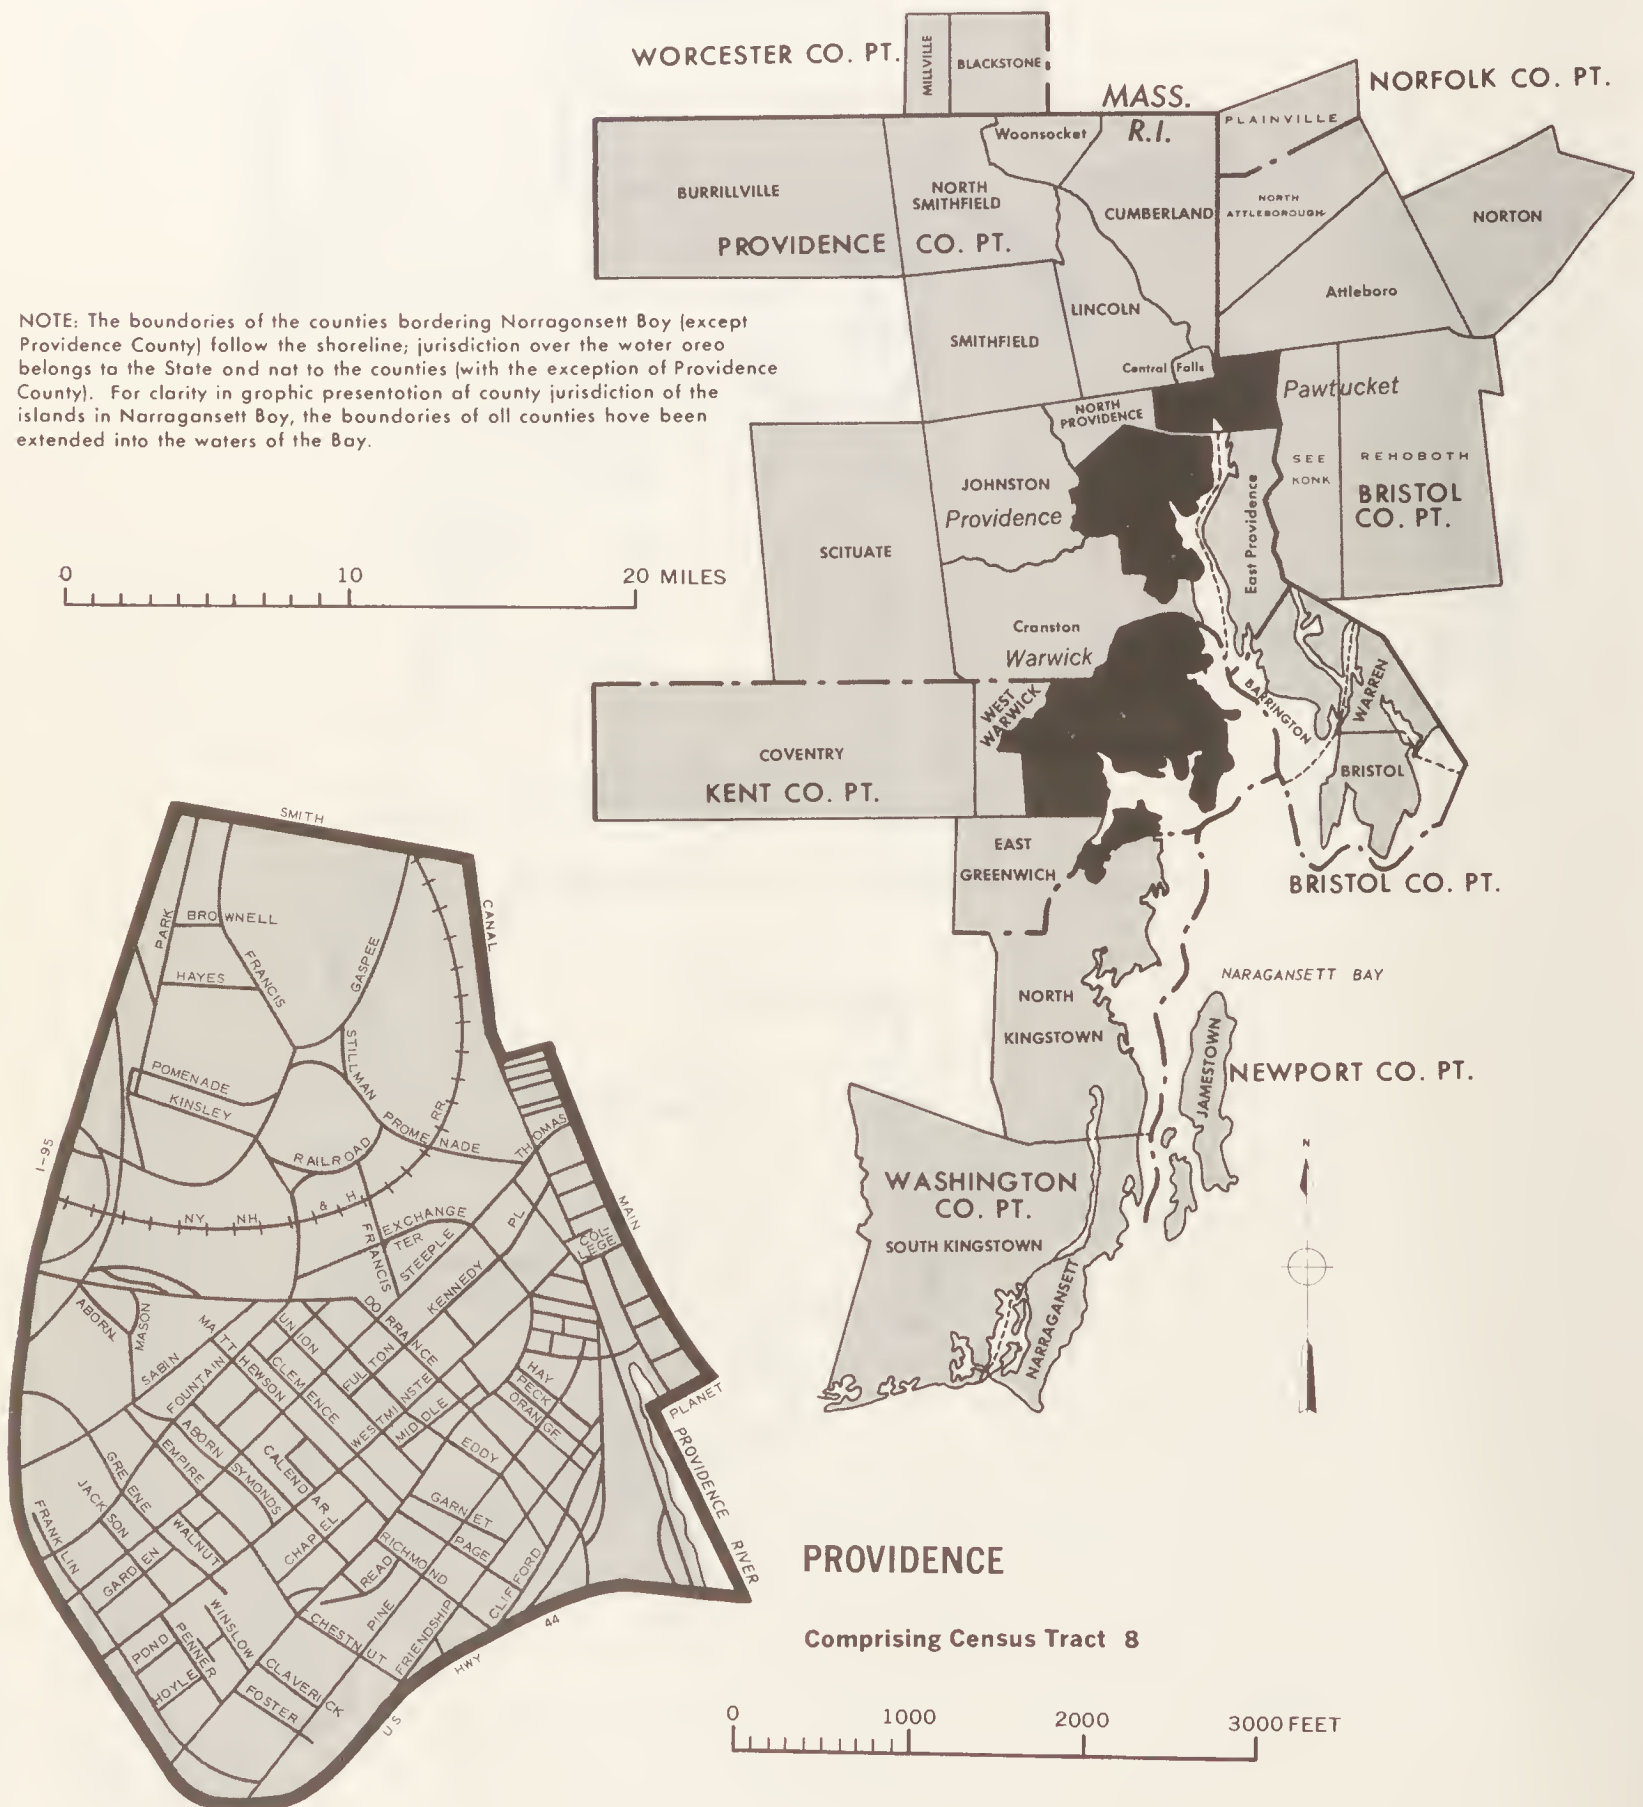 WORCESTER CO. PT.
MILLVILLE
BLACKSTONE
MASS.
R.I.
NORFOLK CO. PT.
PLAINVILLE
Woonsocket
BURRILLVILLE
NORTH
SMITHFIELD
CUMBERLAND
NORTH
ATTLEBOROUGH
NORTON
PROVIDENCE CO. PT.
Attleboro
LINCOLN
SMITHFIELD
Central Falls
Pawtucket
NORTH
PROVIDENCE
SEE
KONK
REHOBOTH
BRISTOL
CO. PT.
JOHNSTON
Providence
East Providence
SCITUATE
Cranston
Warwick
WEST
WARWICK
BARRINGTON
WARREN
COVENTRY
KENT CO. PT.
BRISTOL
EAST
GREENWICH
BRISTOL CO. PT.
NARAGANSETT BAY
NORTH
KINGSTOWN
JAMESTOWN
NEWPORT CO. PT.
N
WASHINGTON
CO. PT.
SOUTH KINGSTOWN
NARRAGANSETT
NOTE: The boundories of the counties bordering Norrogonsett Boy (except
Providence County) follow the shoreline; jurisdiction over the woter oreo
belongs ta the State ond nat to the counties (with the exception of Providence
County). For clarity in grophic presentation of county jurisdiction of the
islands in Narrogansett Boy, the boundories of oll counties hove been
extended into the waters of the Bay.
0 10 20 MILES
SMITH
CANAL
PARK
BROWNELL
FRANCIS
GASPEE
HAYES
STILLMAN
POMENADE
KINSLEY
PROMENADE
THOMAS
RAILROAD
I-95
NY NH & H RR
MAIN
FRANCIS
EXCHANGE
TER
STEEPLE
PL
COL-
LEGE
KENNEDY
ABORN
MASON
SABIN
MATTHEWSON
UNION
DORRANCE
FOUNTAIN
CLEMENCE
FULTON
WESTMINSTE
MIDDLE
HAY
PECK
ORANGE
PLANET
PROVIDENCE RIVER
ABORN
EMPIRE
SYMONDS
CALENDAR
EDDY
GREENE
JACKSON
FRANKLIN
WALNUT
GARDEN
CHAPEL
GARNET
PAGE
RICHMOND
READ
CLIFFORD
PINE
FRIENDSHIP
CHESTNUT
WINSLOW
PENNER
POND
HOYLE
CLAVERICK
FOSTER
US HWY 44
PROVIDENCE
Comprising Census Tract 8
0 1000 2000 3000 FEET